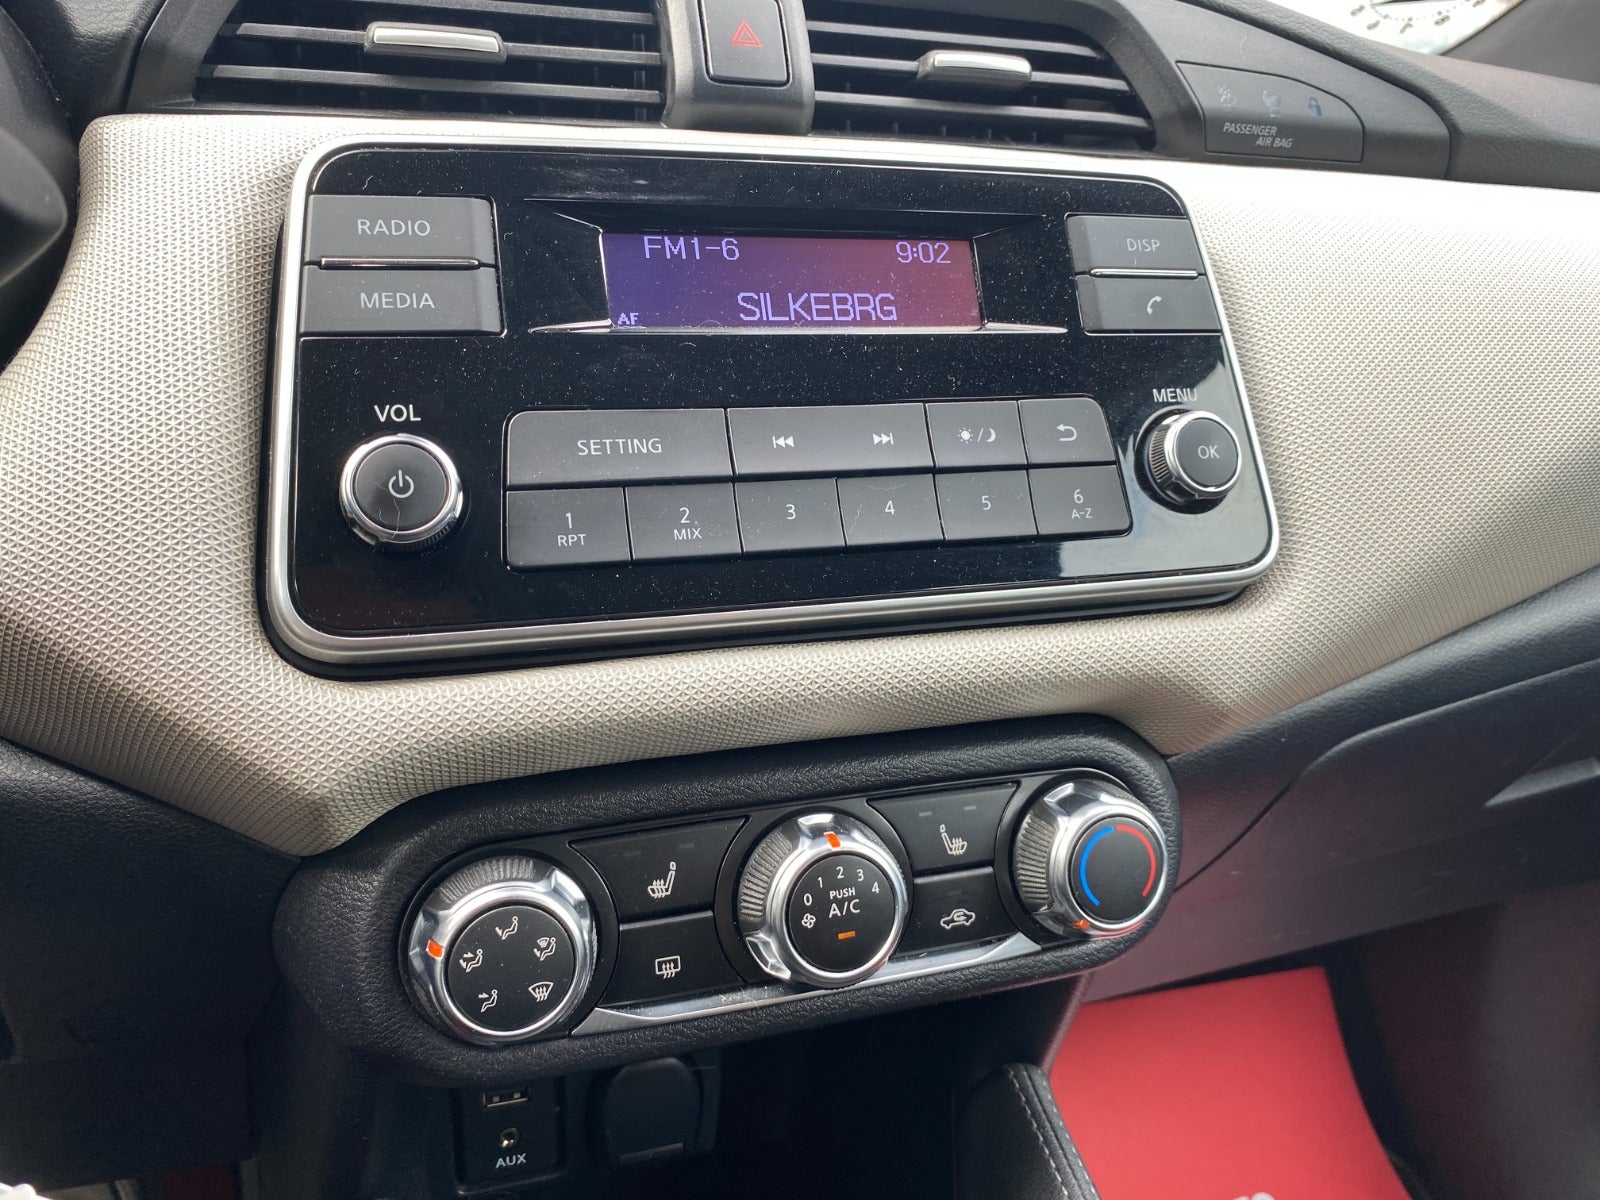 PASSENGER
AIR BAG
RADIO
MEDIA
FM1-6 9:02
AF SILKEBRG
DISP
VOL
MENU
OK
SETTING
1 2 3 4 5 6
RPT MIX A-Z
0 1 2 3 4
PUSH
A/C
AUX